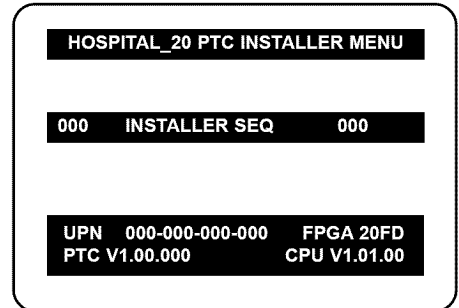 HOSPITAL_20 PTC INSTALLER MENU
000 INSTALLER SEQ 000
UPN 000-000-000-000 FPGA 20FD
PTC V1.00.000 CPU V1.01.00